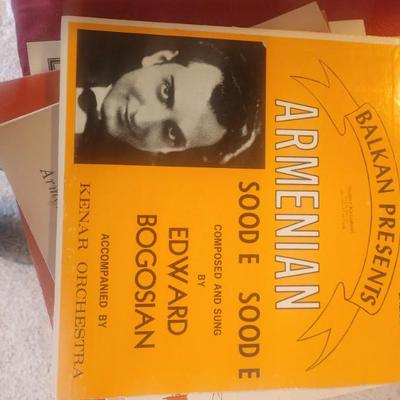 BALKAN PRESENTS
ARMENIAN
SOOD E SOOD E
COMPOSED AND SUNG
BY
EDWARD
BOGOSIAN
ACCOMPANIED BY
KENAR ORCHESTRA